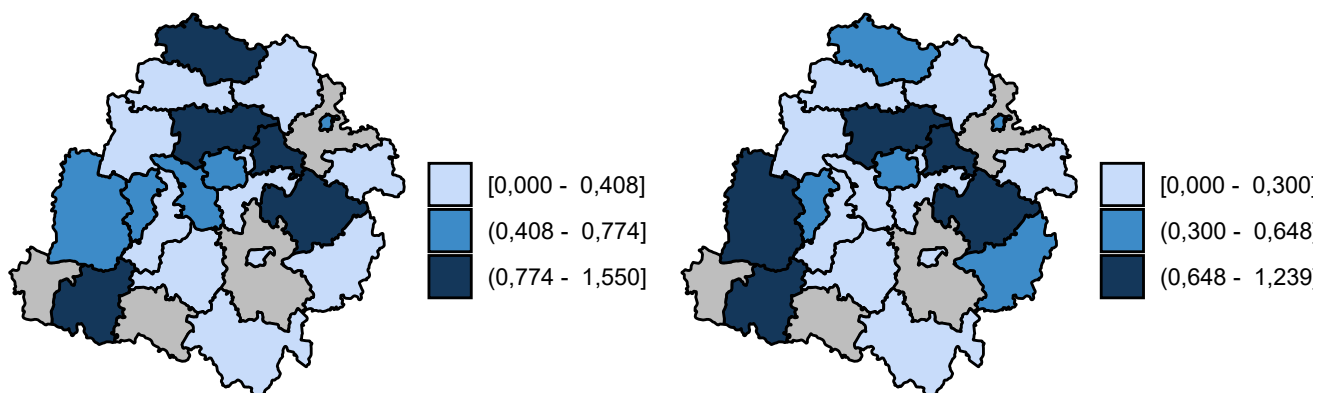 [0,000 - 0,408]
(0,408 - 0,774]
(0,774 - 1,550]
[0,000 - 0,300]
(0,300 - 0,648]
(0,648 - 1,239]